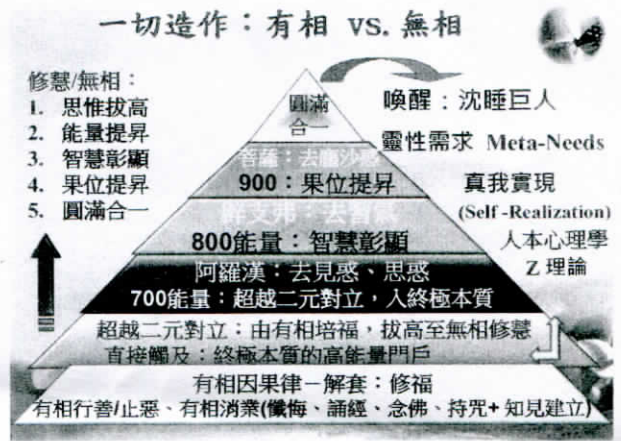 一切造作：有相 vs. 無相
修慧/無相：
1. 思惟拔高
2. 能量提昇
3. 智慧彰顯
4. 果位提昇
5. 圓滿合一
圓滿
合一
喚醒：沈睡巨人
靈性需求 Meta-Needs
真我實現
(Self -Realization)
人本心理學
Z 理論
菩薩：去塵沙惑
900：果位提昇
辟支邦：去習氣
800能量：智慧彰顯
阿羅漢：去見惑、思惑
700能量：超越二元對立，入終極本質
超越二元對立：由有相培福，拔高至無相修慧
直接觸及：終極本質的高能量門戶
有相因果律－解套：修福
有相行善/止惡、有相消業(懺悔、誦經、念佛、持咒+ 知見建立)